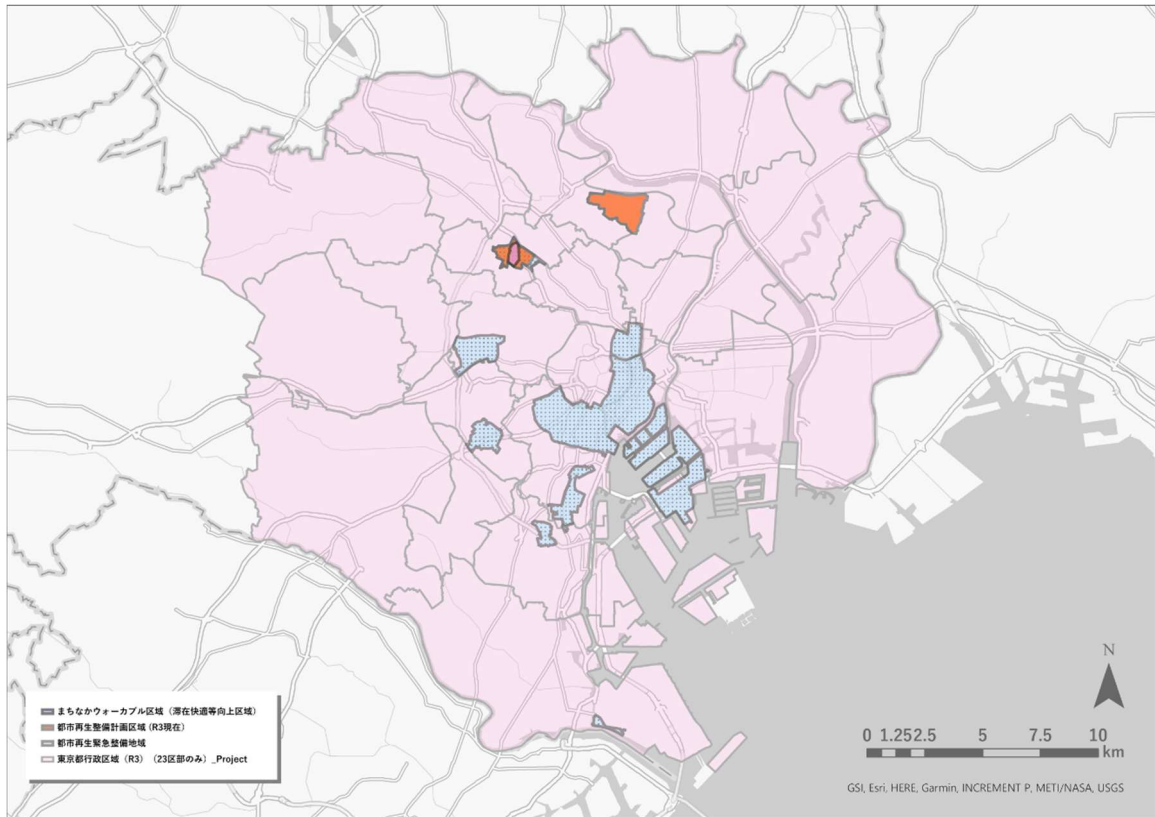 まちなかウォーカブル区域（滞在快適等向上区域）
都市再生整備計画区域 (R3現在)
都市再生緊急整備地域
東京都行政区域（R3）（23区部のみ）_Project
N
0 1.25 2.5 5 7.5 10
km
GSI, Esri, HERE, Garmin, INCREMENT P, METI/NASA, USGS